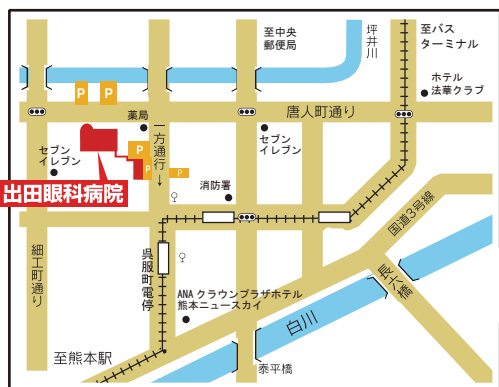 至中央
郵便局
坪井川
至バス
ターミナル
ホテル
法華クラブ
P
P
唐人町通り
薬局
一方通行
↓
セブン
イレブン
セブン
イレブン
P
P
P
出田眼科病院
消防署
国道3号線
細工町通り
呉服町電停
長六橋
ANA クラウンプラザホテル
熊本ニュースカイ
白川
至熊本駅
泰平橋